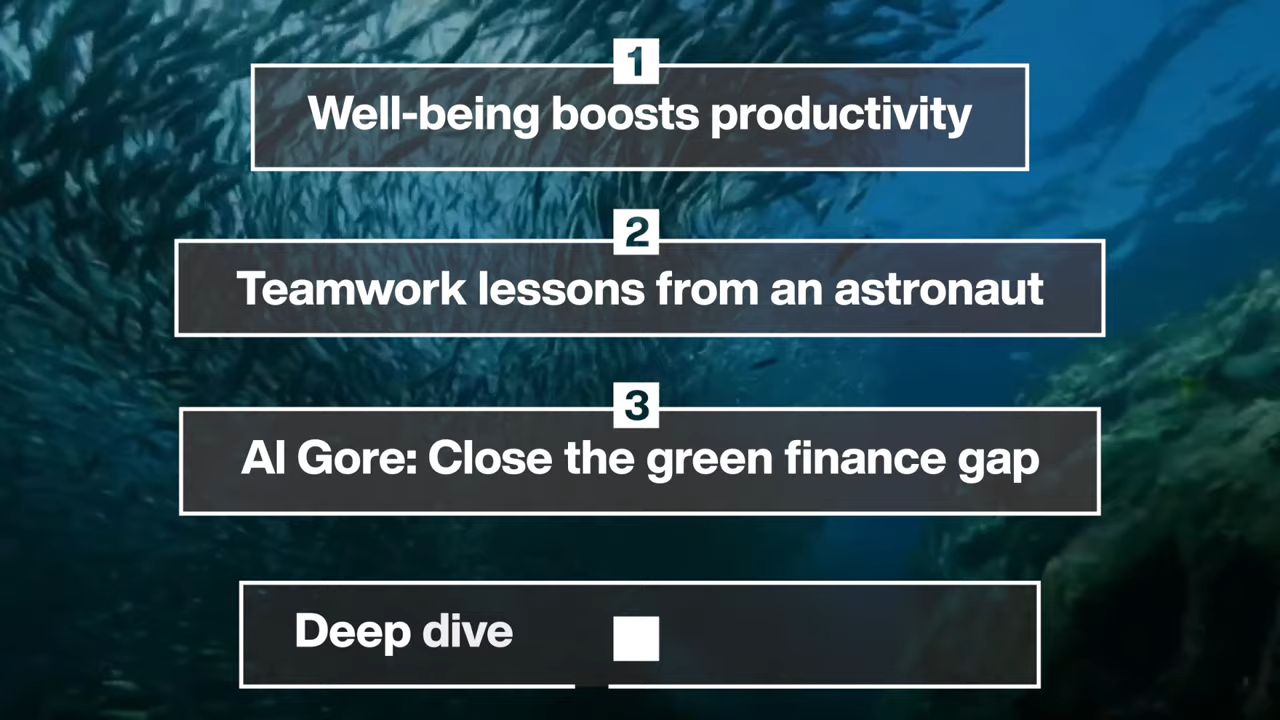 1
Well-being boosts productivity
2
Teamwork lessons from an astronaut
3
Al Gore: Close the green finance gap
Deep dive